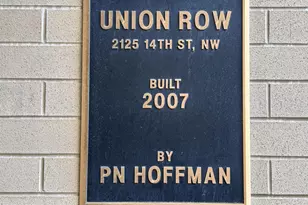 UNION ROW
2125 14TH ST, NW
BUILT
2007
BY
PN HOFFMAN